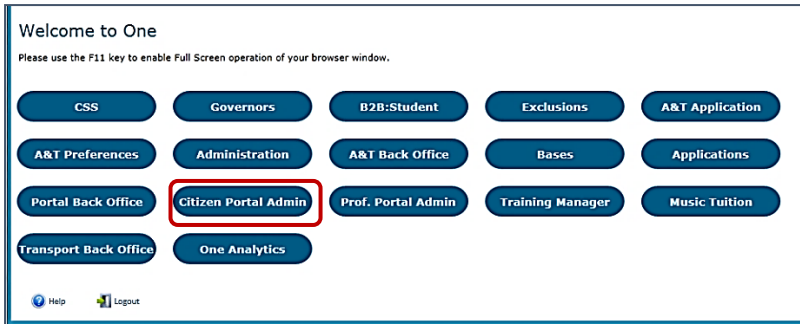 Welcome to One
Please use the F11 key to enable Full Screen operation of your browser window.
CSS Governors B2B:Student Exclusions A&T Application
A&T Preferences Administration A&T Back Office Bases Applications
Portal Back Office Citizen Portal Admin Prof. Portal Admin Training Manager Music Tuition
Transport Back Office One Analytics
Help Logout